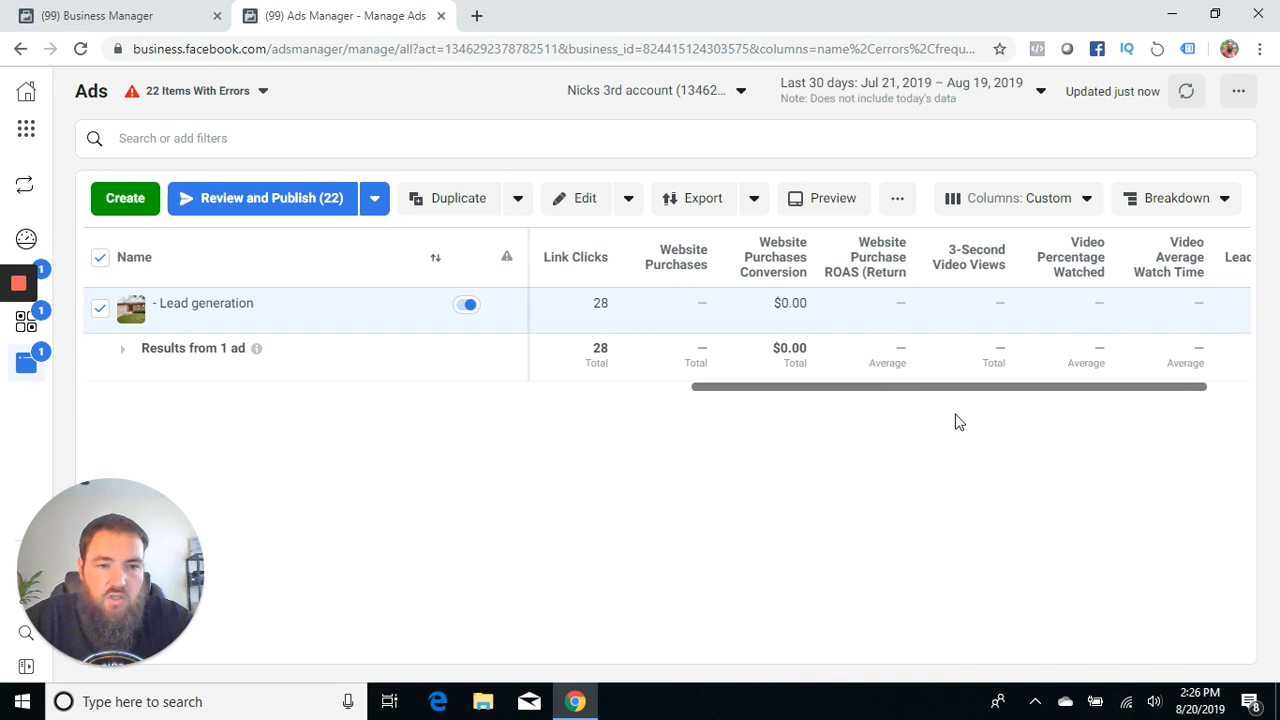 (99) Business Manager
(99) Ads Manager - Manage Ads
business.facebook.com/adsmanager/manage/all?act=1346292378782511&business_id=824415124303575&columns=name%2Cerrors%2Cfrequ...
Ads
22 Items With Errors
Nicks 3rd account (13462...
Last 30 days: Jul 21, 2019 – Aug 19, 2019
Note: Does not include today's data
Updated just now
Search or add filters
Create
Review and Publish (22)
Duplicate
Edit
Export
Preview
Columns: Custom
Breakdown
Name
Link Clicks
Website Purchases
Website Purchases Conversion
Website Purchase ROAS (Return
3-Second Video Views
Video Percentage Watched
Video Average Watch Time
Lead
- Lead generation
28
—
$0.00
—
—
—
—
Results from 1 ad
28
—
$0.00
—
—
—
—
Total
Total
Total
Average
Total
Average
Average
1
1
1
Type here to search
2:26 PM
8/20/2019
8